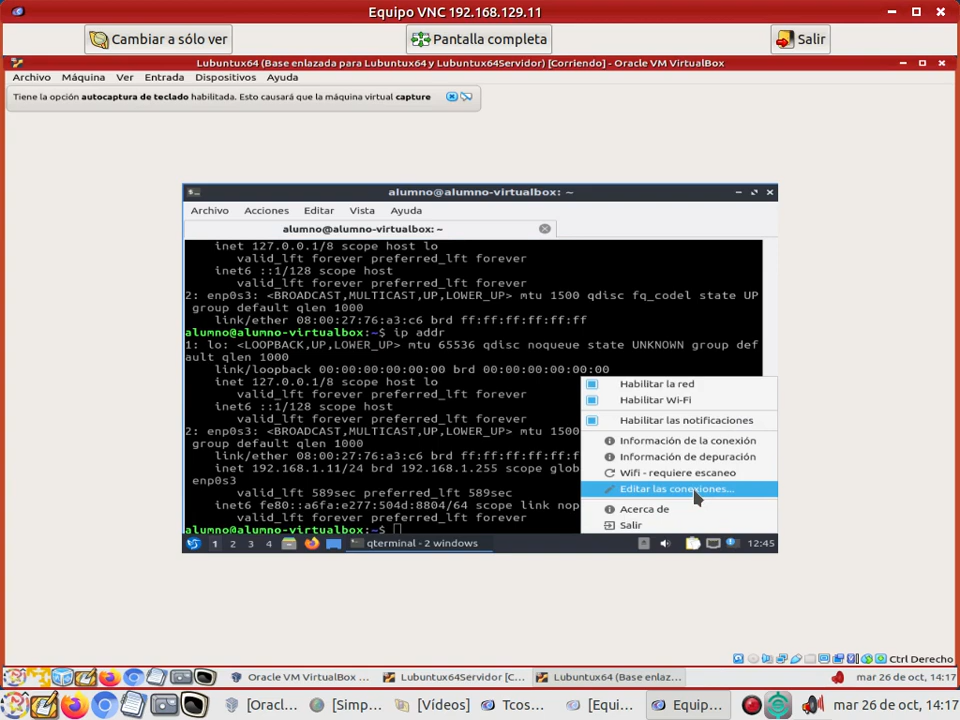 Equipo VNC 192.168.129.11
Cambiar a sólo ver
Pantalla completa
Salir
Lubuntux64 (Base enlazada para Lubuntux64 y Lubuntux64Servidor) [Corriendo] - Oracle VM VirtualBox
Archivo Máquina Ver Entrada Dispositivos Ayuda
Tiene la opción autocaptura de teclado habilitada. Esto causará que la máquina virtual capture
alumno@alumno-virtualbox: ~
Archivo Acciones Editar Vista Ayuda
alumno@alumno-virtualbox: ~
inet 127.0.0.1/8 scope host lo
valid_lft forever preferred_lft forever
inet6 ::1/128 scope host
valid_lft forever preferred_lft forever
2: enp0s3: <BROADCAST,MULTICAST,UP,LOWER_UP> mtu 1500 qdisc fq_codel state UP
group default qlen 1000
link/ether 08:00:27:76:a3:c6 brd ff:ff:ff:ff:ff:ff
alumno@alumno-virtualbox:~$ ip addr
1: lo: <LOOPBACK,UP,LOWER_UP> mtu 65536 qdisc noqueue state UNKNOWN group def
ault qlen 1000
link/loopback 00:00:00:00:00:00 brd 00:00:00:00:00:00
inet 127.0.0.1/8 scope host lo
valid_lft forever preferred_lft forever
inet6 ::1/128 scope host
valid_lft forever preferred_lft forever
2: enp0s3: <BROADCAST,MULTICAST,UP,LOWER_UP> mtu 1500
group default qlen 1000
link/ether 08:00:27:76:a3:c6 brd ff:ff:ff:ff:ff:ff
inet 192.168.1.11/24 brd 192.168.1.255 scope glob
enp0s3
valid_lft 589sec preferred_lft 589sec
inet6 fe80::a6fa:e277:504d:8804/64 scope link nop
valid_lft forever preferred_lft forever
alumno@alumno-virtualbox:~$
Habilitar la red
Habilitar Wi-Fi
Habilitar las notificaciones
Información de la conexión
Información de depuración
Wifi - requiere escaneo
Editar las conexiones...
Acerca de
Salir
1 2 3 4 qterminal - 2 windows 12:45
Ctrl Derecho
Oracle VM VirtualBox ... Lubuntux64Servidor [C... Lubuntux64 (Base enlaz... mar 26 de oct, 14:17
[Oracl... [Simp... [Vídeos] Tcos... [Equi... Equip... mar 26 de oct, 14:17